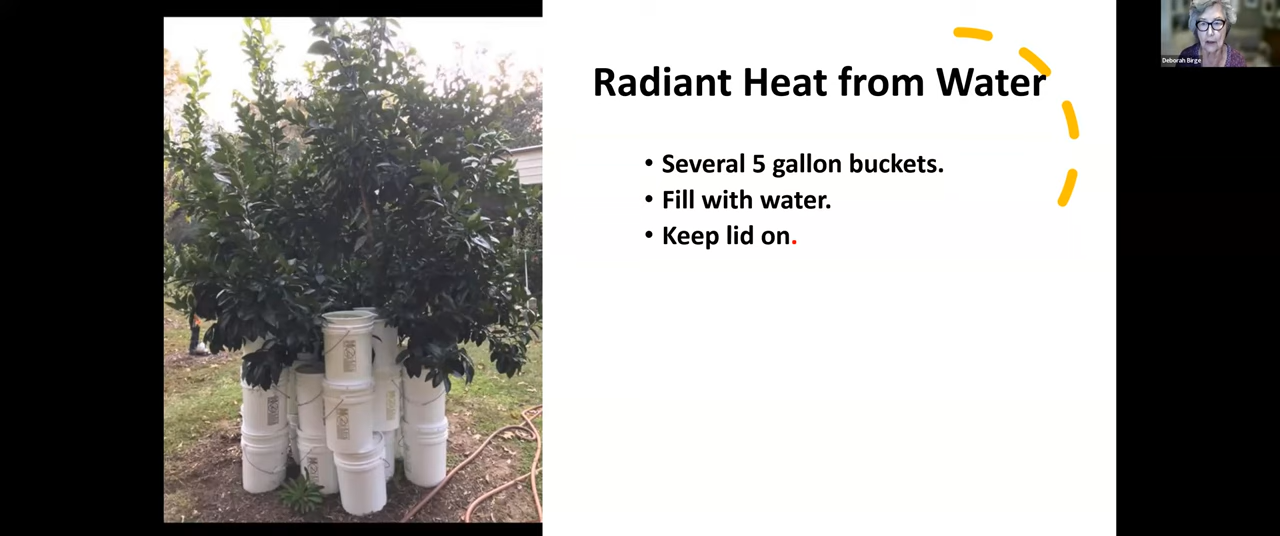 Radiant Heat from Water
• Several 5 gallon buckets.
• Fill with water.
• Keep lid on.
Deborah Birge